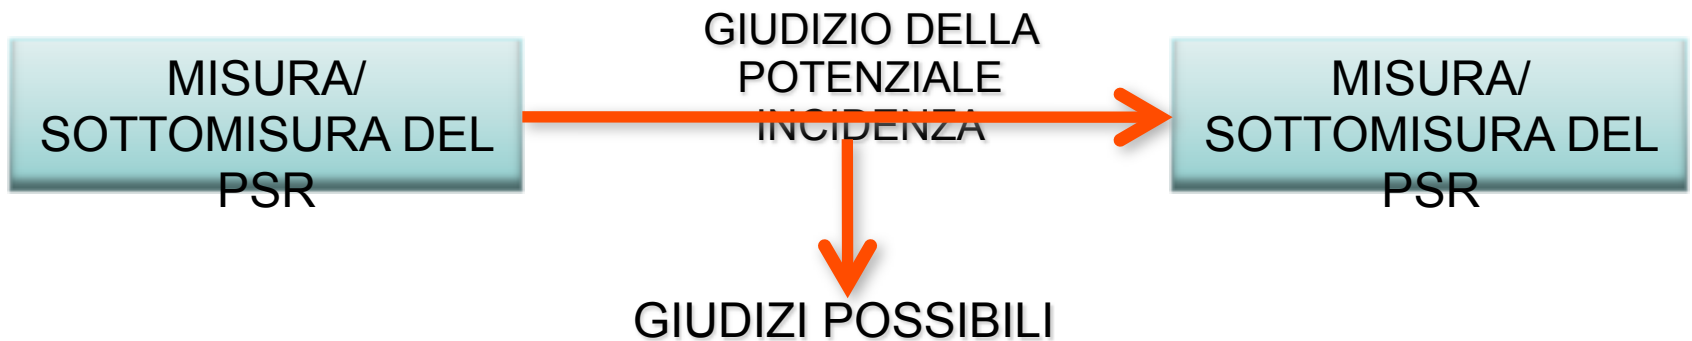 MISURA/
SOTTOMISURA DEL
PSR
GIUDIZIO DELLA
POTENZIALE
INCIDENZA
MISURA/
SOTTOMISURA DEL
PSR
GIUDIZI POSSIBILI